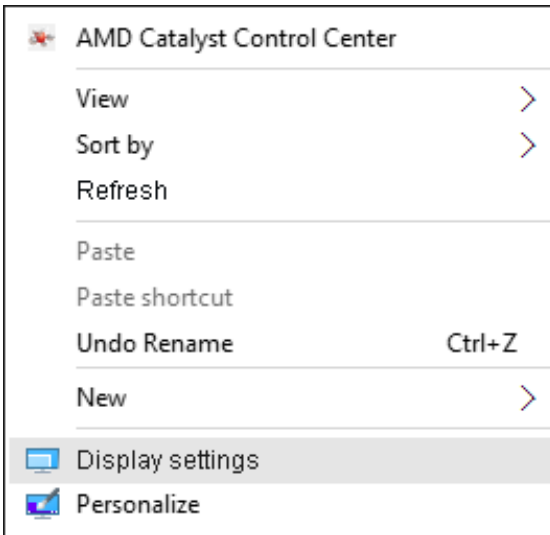 AMD Catalyst Control Center
View
Sort by
Refresh
Paste
Paste shortcut
Undo Rename Ctrl+Z
New
Display settings
Personalize